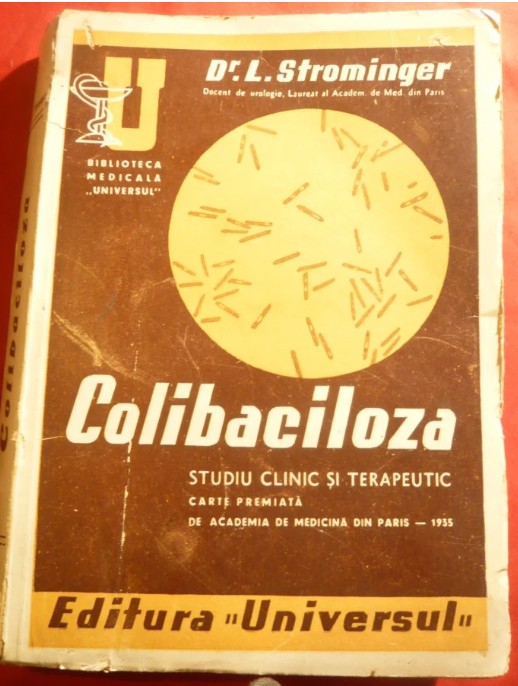 Dr. L. Strominger
Docent de urologie, Laureat al Academ. de Med. din Paris
U
BIBLIOTECA
MEDICALA
„UNIVERSUL"
Colibaciloza
STUDIU CLINIC ȘI TERAPEUTIC
CARTE PREMIATĂ
DE ACADEMIA DE MEDICINĂ DIN PARIS — 1935
Editura "Universul"
Colibaciloza